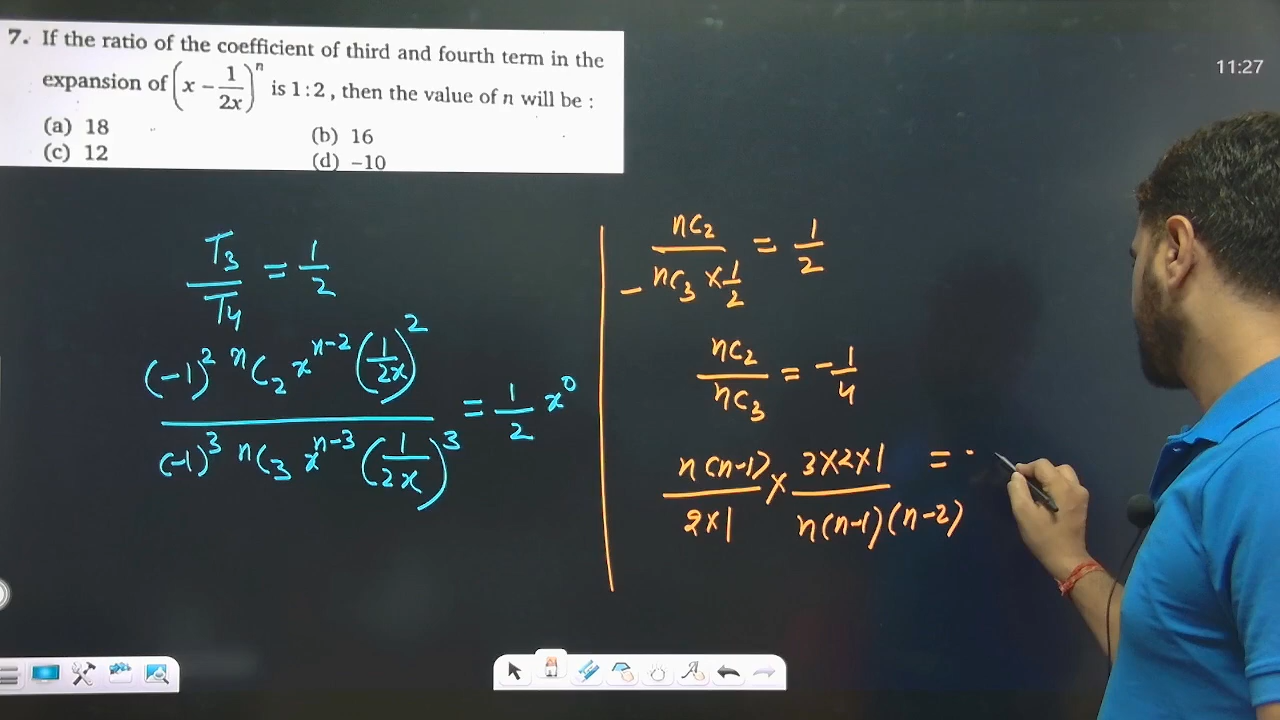 7. If the ratio of the coefficient of third and fourth term in the
expansion of (x − 1/2x)^n is 1 : 2, then the value of n will be :
(a) 18
(b) 16
(c) 12
(d) −10
11:27
T₃/T₄ = 1/2
((-1)² ⁿC₂ x^(n-2) (1/2x)²)/((-1)³ ⁿC₃ x^(n-3) (1/2x)³) = 1/2 x⁰
nC₂/(− nC₃ × 1/2) = 1/2
nC₂/nC₃ = −1/4
n(n-1)/(2×1) × (3×2×1)/(n(n-1)(n-2)) =